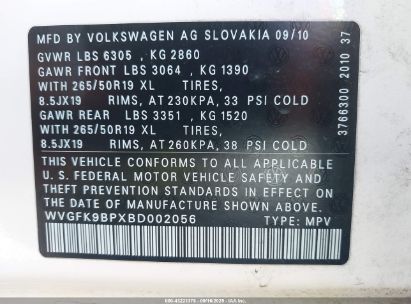 MFD BY VOLKSWAGEN AG SLOVAKIA 09/10
GVWR LBS 6305 , KG 2860
GAWR FRONT LBS 3064 , KG 1390
WITH 265/50R19 XL TIRES,
8.5JX19 RIMS, AT 230KPA, 33 PSI COLD
GAWR REAR LBS 3351 , KG 1520
WITH 265/50R19 XL TIRES,
8.5JX19 RIMS, AT 260KPA, 38 PSI COLD
THIS VEHICLE CONFORMS TO ALL APPLICABLE
U.S. FEDERAL MOTOR VEHICLE SAFETY AND
THEFT PREVENTION STANDARDS IN EFFECT ON
THE DATE OF MANUFACTURE SHOWN ABOVE.
WVGFK9BPXBD002056 TYPE: MPV
3766300 2010 37